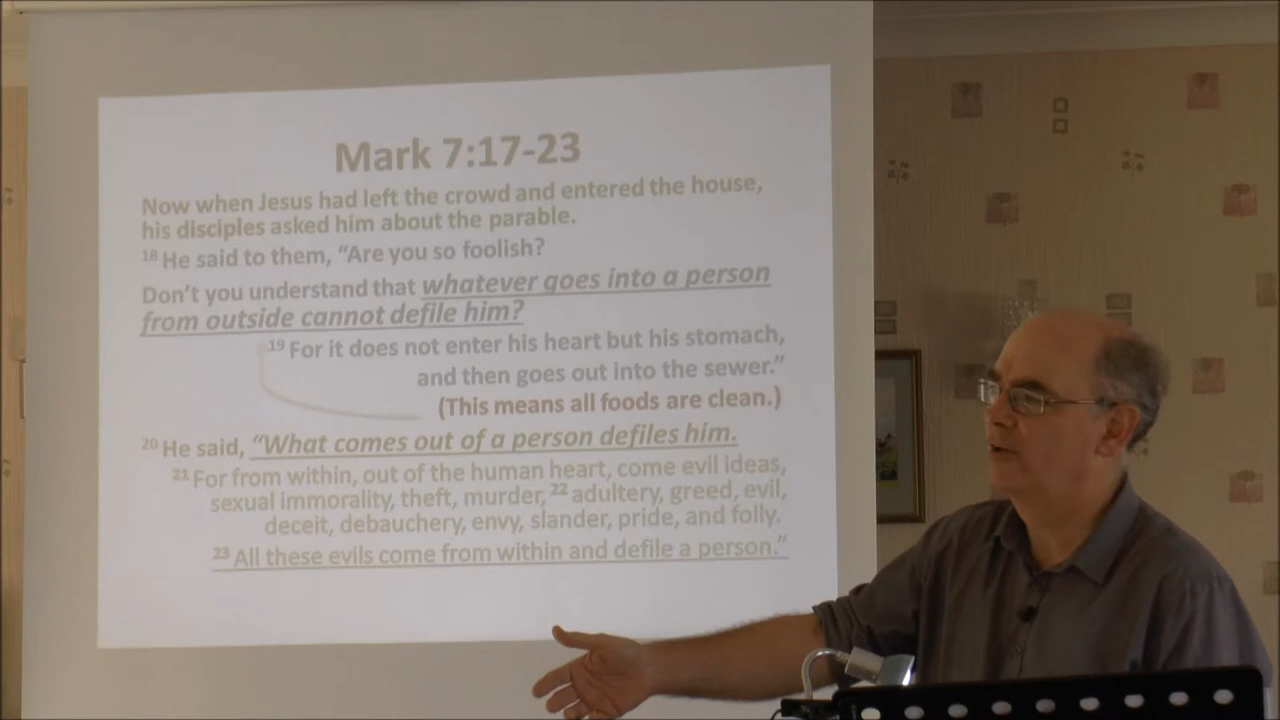 Mark 7:17-23
Now when Jesus had left the crowd and entered the house,
his disciples asked him about the parable.
18 He said to them, “Are you so foolish?
Don’t you understand that whatever goes into a person
from outside cannot defile him?
19 For it does not enter his heart but his stomach,
and then goes out into the sewer.”
(This means all foods are clean.)
20 He said, “What comes out of a person defiles him.
21 For from within, out of the human heart, come evil ideas,
sexual immorality, theft, murder, 22 adultery, greed, evil,
deceit, debauchery, envy, slander, pride, and folly.
23 All these evils come from within and defile a person.”